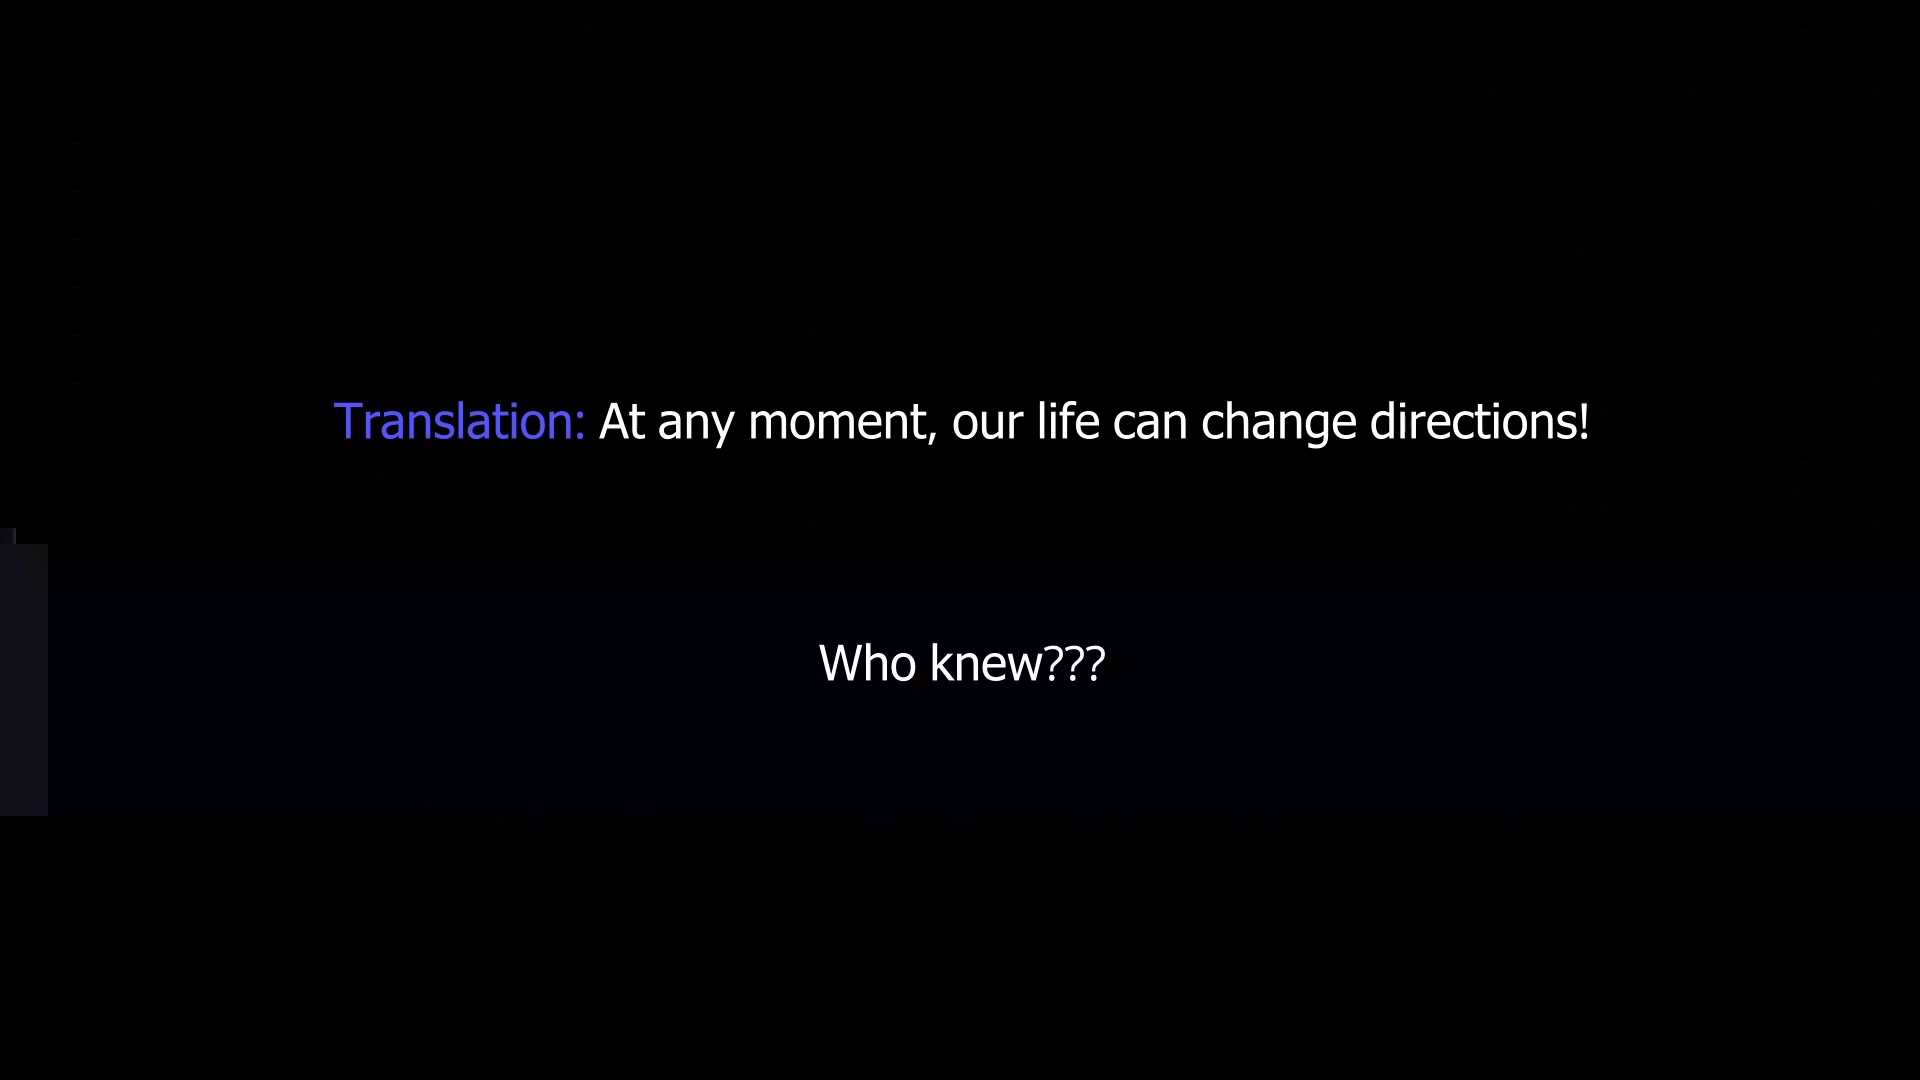 Translation: At any moment, our life can change directions!
Who knew???